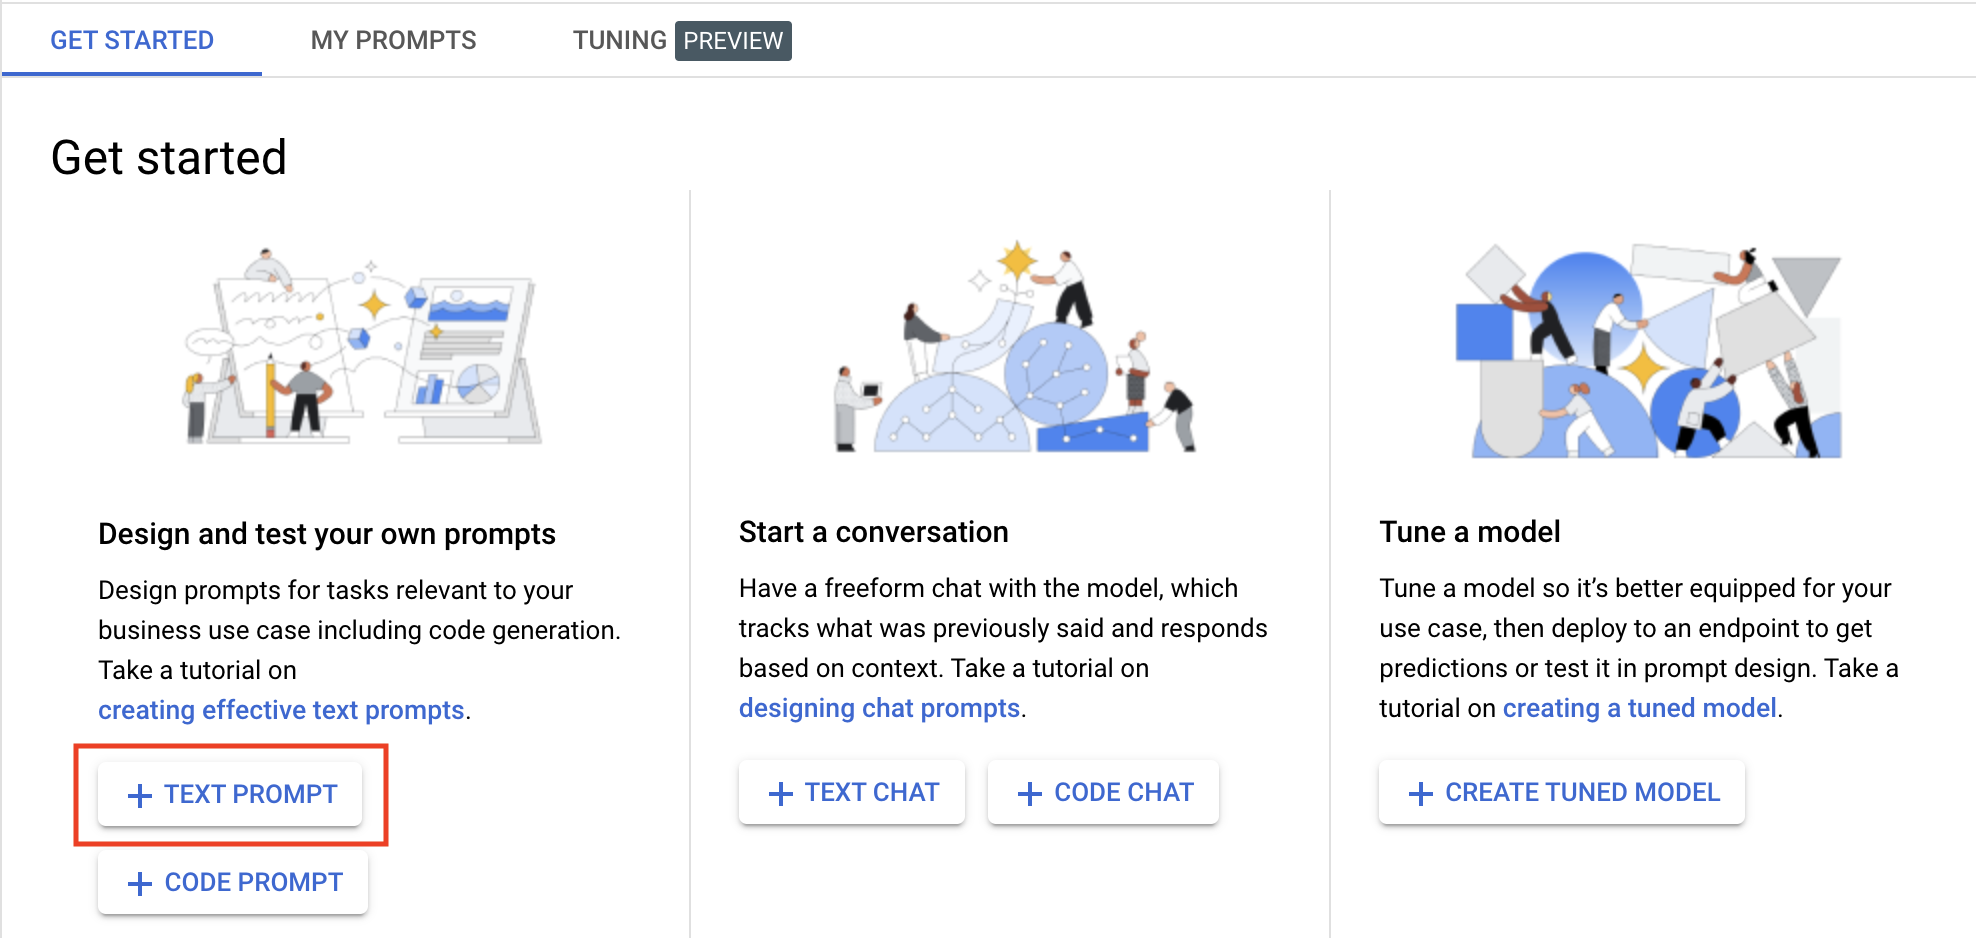 GET STARTED
MY PROMPTS
TUNING PREVIEW
Get started
Design and test your own prompts
Design prompts for tasks relevant to your
business use case including code generation.
Take a tutorial on
creating effective text prompts.
+ TEXT PROMPT
+ CODE PROMPT
Start a conversation
Have a freeform chat with the model, which
tracks what was previously said and responds
based on context. Take a tutorial on
designing chat prompts.
+ TEXT CHAT
+ CODE CHAT
Tune a model
Tune a model so it’s better equipped for your
use case, then deploy to an endpoint to get
predictions or test it in prompt design. Take a
tutorial on creating a tuned model.
+ CREATE TUNED MODEL